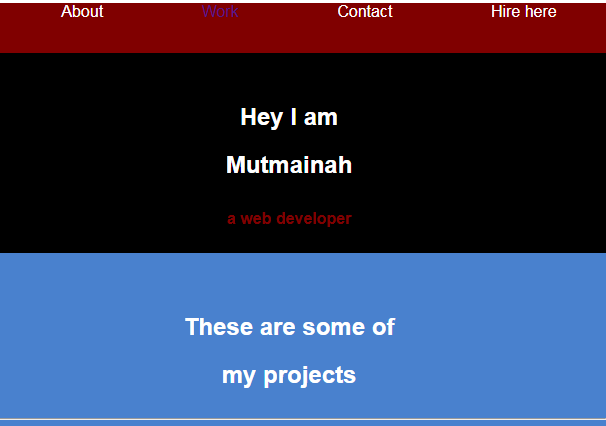 About Work Contact Hire here
Hey I am
Mutmainah
a web developer
These are some of
my projects